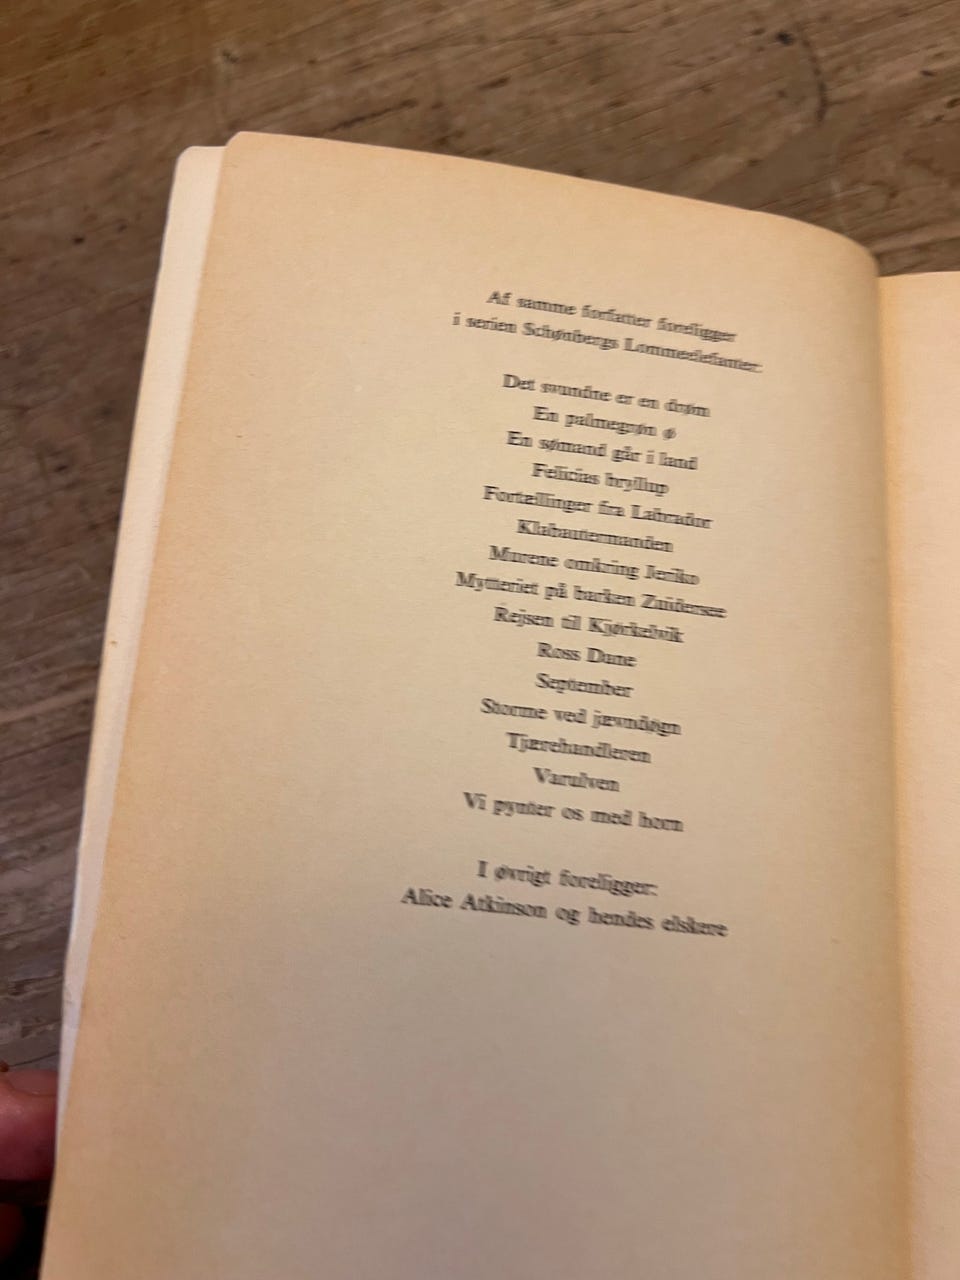 Af samme forfatter foreligger
i serien Schønbergs Lommeelefanter:
Det svundne er en drøm
En palmegrøn ø
En sømand går i land
Felicias bryllup
Fortællinger fra Labrador
Klabautermanden
Murene omkring Jeriko
Mytteriet på barken Zuidersee
Rejsen til Kjørkelvik
Ross Dane
September
Storme ved jævndøgn
Tjærehandleren
Varulven
Vi pynter os med horn
I øvrigt foreligger:
Alice Atkinson og hendes elskere